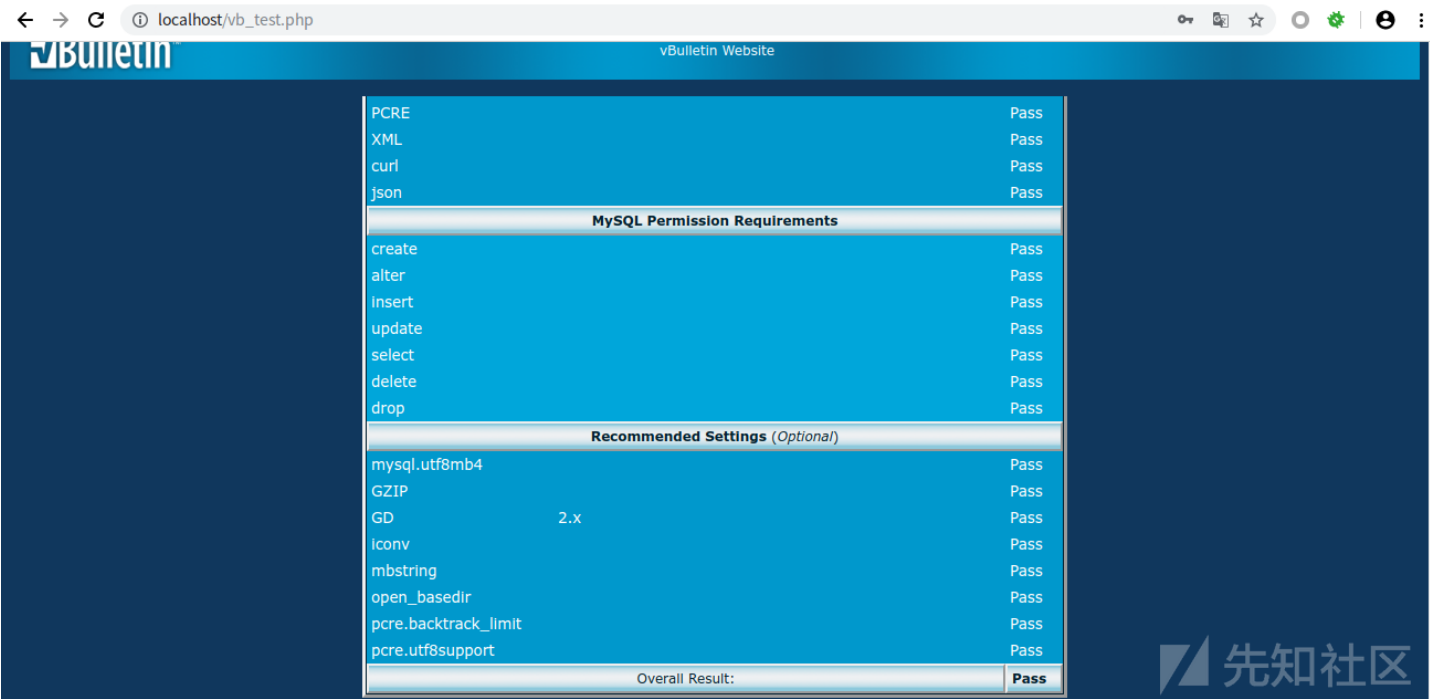 localhost/vb_test.php
vBulletin™
vBulletin Website
PCRE Pass
XML Pass
curl Pass
json Pass
MySQL Permission Requirements
create Pass
alter Pass
insert Pass
update Pass
select Pass
delete Pass
drop Pass
Recommended Settings (Optional)
mysql.utf8mb4 Pass
GZIP Pass
GD 2.x Pass
iconv Pass
mbstring Pass
open_basedir Pass
pcre.backtrack_limit Pass
pcre.utf8support Pass
Overall Result: Pass
先知社区